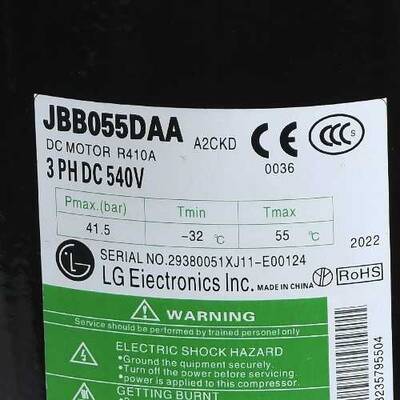 JBB055DAA A2CKD CE CCC S
DC MOTOR R410A 0036
3 PH DC 540V
Pmax.(bar) Tmin Tmax
41.5 -32 ℃ 55 ℃
2022
SERIAL NO.29380051XJ11-E00124
LG Eiectronics Inc. MADE IN CHINA RoHS
WARNING
Service should be performed by trained personel only
ELECTRIC SHOCK HAZARD
•Ground the quipment securely.
•Turn off the power before servicing.
•power is applied to this compressor.
GETTING BURNT
3235795504